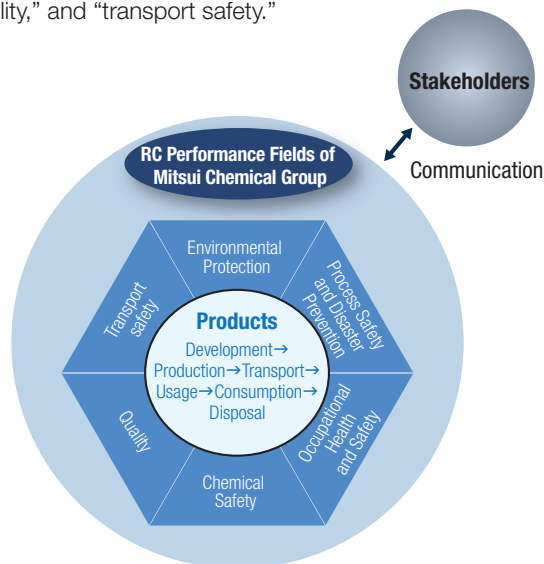 lity,” and “transport safety.”
Stakeholders
Communication
RC Performance Fields of
Mitsui Chemical Group
Environmental
Protection
Process Safety
and Disaster
Prevention
Occupational
Health
and Safety
Chemical
Safety
Quality
Transport
safety
Products
Development→
Production→Transport→
Usage→Consumption→
Disposal